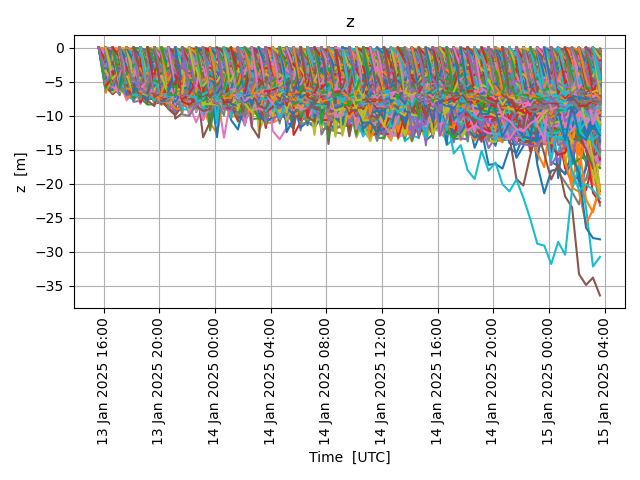 z
0
−5
−10
−15
−20
−25
−30
−35
z [m]
13 Jan 2025 16:00
13 Jan 2025 20:00
14 Jan 2025 00:00
14 Jan 2025 04:00
14 Jan 2025 08:00
14 Jan 2025 12:00
14 Jan 2025 16:00
14 Jan 2025 20:00
15 Jan 2025 00:00
15 Jan 2025 04:00
Time [UTC]